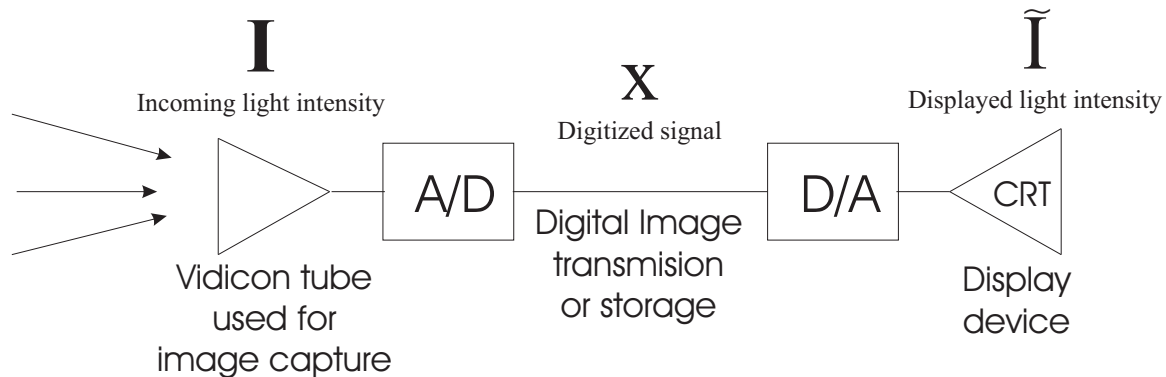 I
Incoming light intensity
X
Digitized signal
Ĩ
Displayed light intensity
A/D
D/A
CRT
Vidicon tube
used for
image capture
Digital Image
transmision
or storage
Display
device